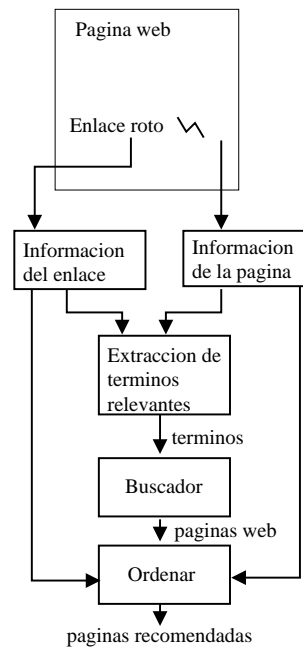 Pagina web
Enlace roto
Informacion
del enlace
Informacion
de la pagina
Extraccion de
terminos
relevantes
terminos
Buscador
paginas web
Ordenar
paginas recomendadas